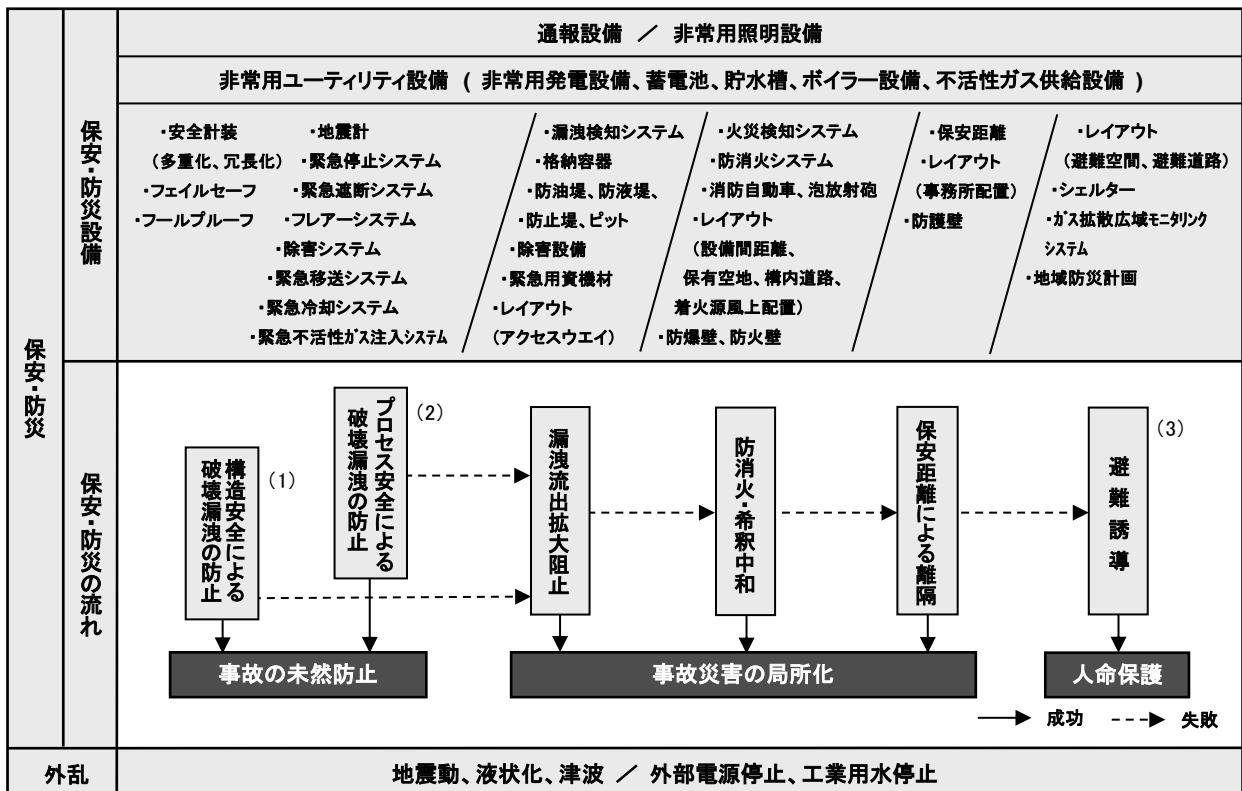 通報設備 ／ 非常用照明設備
非常用ユーティリティ設備 ( 非常用発電設備、蓄電池、貯水槽、ボイラー設備、不活性ガス供給設備 )
保安・防災
保安・防災設備
・安全計装
(多重化、冗長化)
・フェイルセーフ
・フールプルーフ
・地震計
・緊急停止システム
・緊急遮断システム
・フレアーシステム
・除害システム
・緊急移送システム
・緊急冷却システム
・緊急不活性ガス注入システム
・漏洩検知システム
・格納容器
・防油堤、防液堤、
・防止堤、ピット
・除害設備
・緊急用資機材
・レイアウト
(アクセスウエイ)
・火災検知システム
・防消火システム
・消防自動車、泡放射砲
・レイアウト
(設備間距離、
保有空地、構内道路、
着火源風上配置)
・防爆壁、防火壁
・保安距離
・レイアウト
(事務所配置)
・防護壁
・レイアウト
(避難空間、避難道路)
・シェルター
・ガス拡散広域モニタリンク
システム
・地域防災計画
保安・防災の流れ
構造安全による
破壊漏洩の防止
(1)
プロセス安全による
破壊漏洩の防止
(2)
漏洩流出拡大阻止
防消火・希釈中和
保安距離による離隔
避難誘導
(3)
事故の未然防止
事故災害の局所化
人命保護
成功
失敗
外乱
地震動、液状化、津波 ／ 外部電源停止、工業用水停止